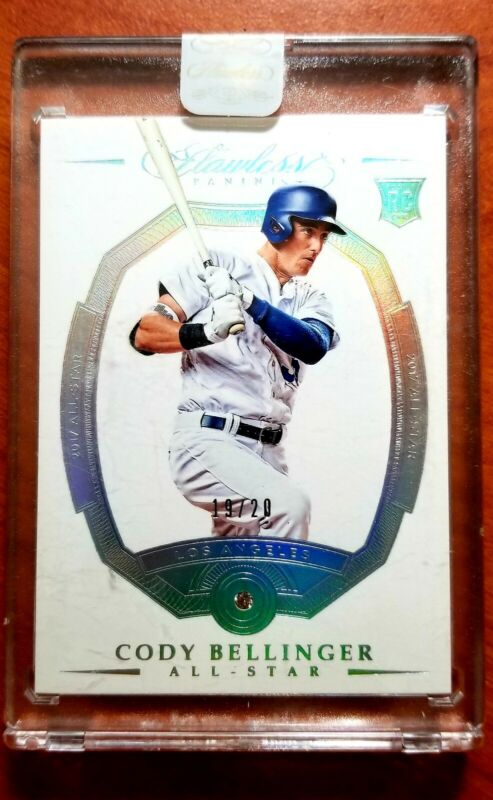 Flawless
PANINI
RC
2017 ALL-STAR
2017 ALL-STAR
19/20
LOS ANGELES
CODY BELLINGER
ALL-STAR